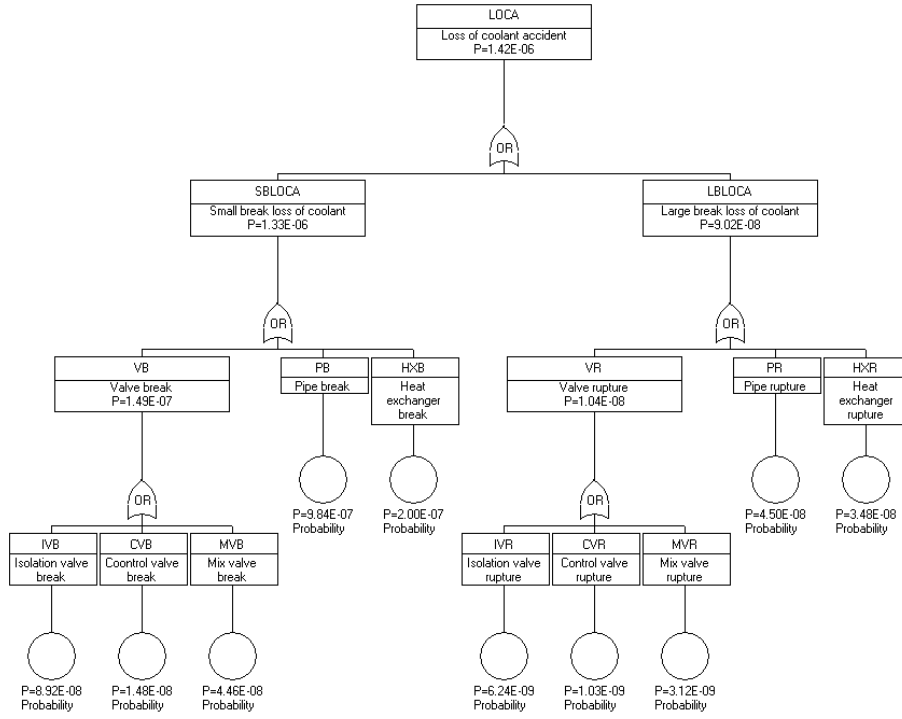 LOCA
Loss of coolant accident
P=1.42E-06
OR
SBLOCA
Small break loss of coolant
P=1.33E-06
LBLOCA
Large break loss of coolant
P=9.02E-08
OR
OR
VB
Valve break
P=1.49E-07
PB
Pipe break
HXB
Heat
exchanger
break
VR
Valve rupture
P=1.04E-08
PR
Pipe rupture
HXR
Heat
exchanger
rupture
OR
P=9.84E-07
Probability
P=2.00E-07
Probability
OR
P=4.50E-08
Probability
P=3.48E-08
Probability
IVB
Isolation valve
break
CVB
Coontrol valve
break
MVB
Mix valve
break
IVR
Isolation valve
rupture
CVR
Control valve
rupture
MVR
Mix valve
rupture
P=8.92E-08
Probability
P=1.48E-08
Probability
P=4.46E-08
Probability
P=6.24E-09
Probability
P=1.03E-09
Probability
P=3.12E-09
Probability